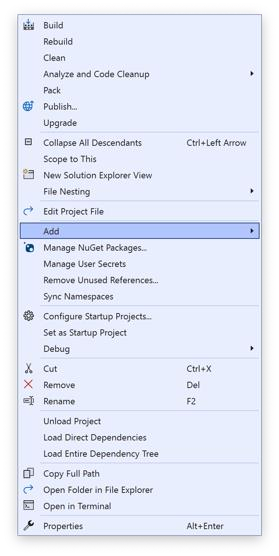 Build
Rebuild
Clean
Analyze and Code Cleanup
Pack
Publish...
Upgrade
Collapse All Descendants Ctrl+Left Arrow
Scope to This
New Solution Explorer View
File Nesting
Edit Project File
Add
Manage NuGet Packages...
Manage User Secrets
Remove Unused References...
Sync Namespaces
Configure Startup Projects...
Set as Startup Project
Debug
Cut Ctrl+X
Remove Del
Rename F2
Unload Project
Load Direct Dependencies
Load Entire Dependency Tree
Copy Full Path
Open Folder in File Explorer
Open in Terminal
Properties Alt+Enter